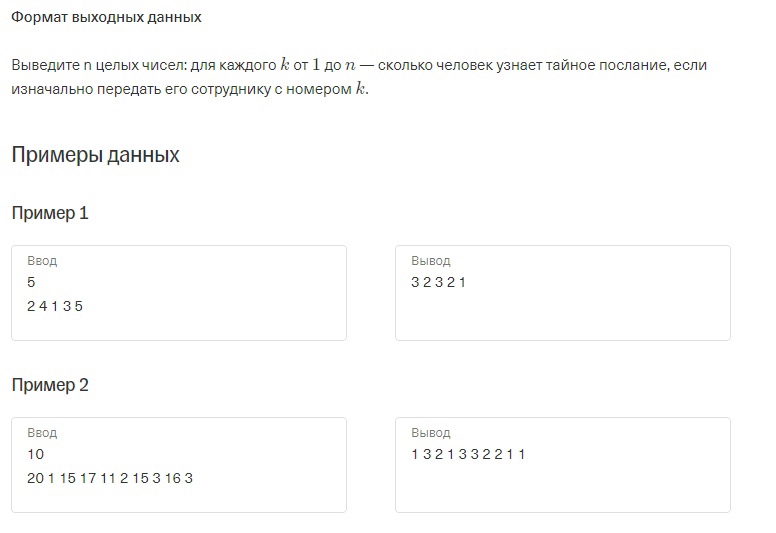 Формат выходных данных
Выведите n целых чисел: для каждого k от 1 до n — сколько человек узнает тайное послание, если
изначально передать его сотруднику с номером k.
Примеры данных
Пример 1
Ввод
5
2 4 1 3 5
Вывод
3 2 3 2 1
Пример 2
Ввод
10
20 1 15 17 11 2 15 3 16 3
Вывод
1 3 2 1 3 3 2 2 1 1